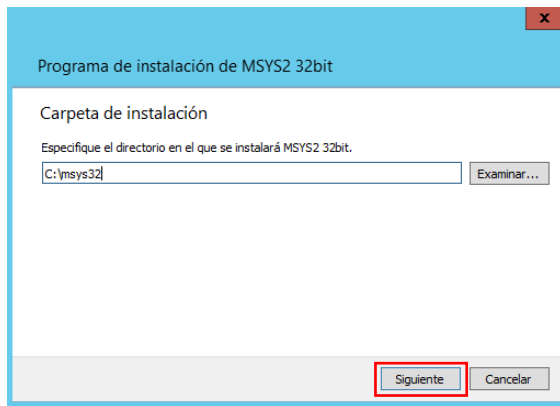 x
Programa de instalación de MSYS2 32bit
Carpeta de instalación
Especifique el directorio en el que se instalará MSYS2 32bit.
C:\msys32
Examinar...
Siguiente
Cancelar